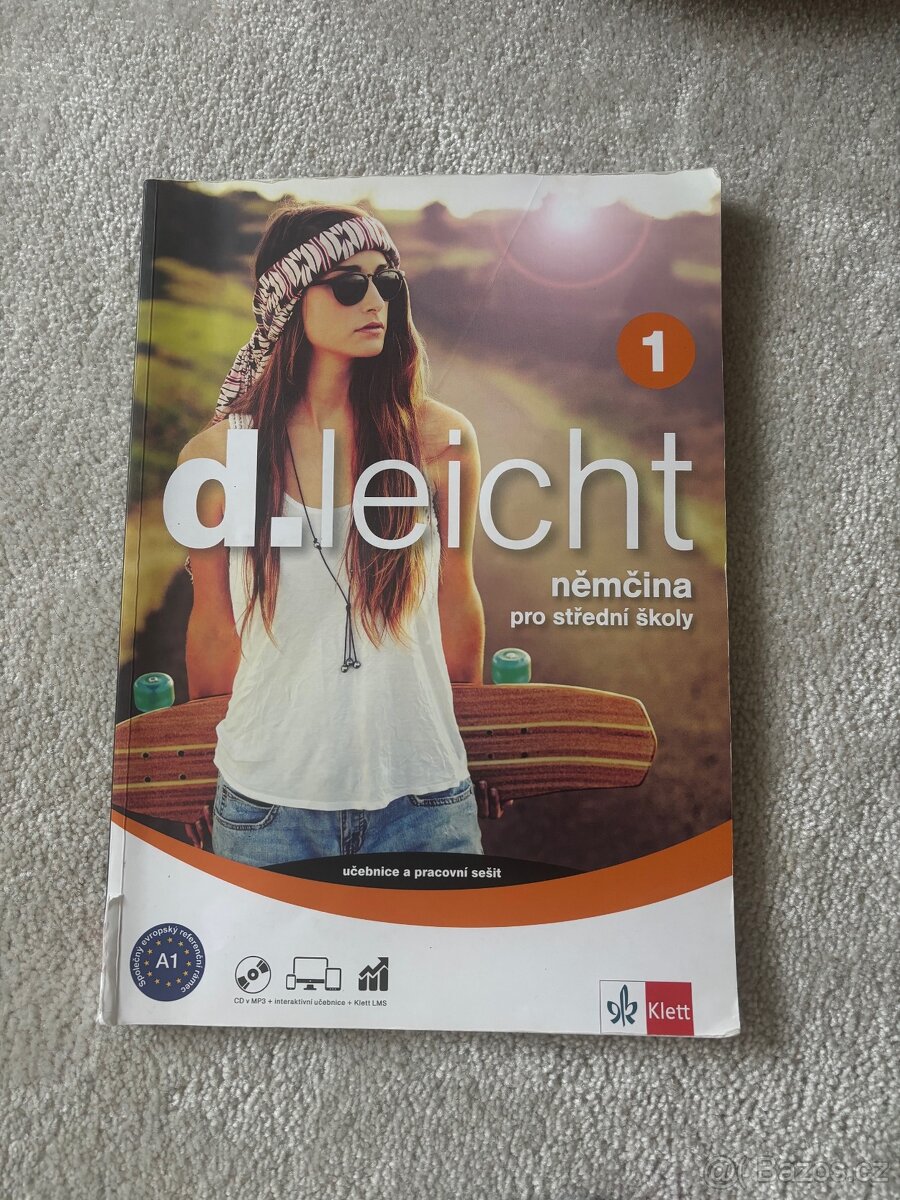 1
d.leicht
němčina
pro střední školy
učebnice a pracovní sešit
Společný evropský referenční rámec
A1
CD v MP3 + interaktivní učebnice + Klett LMS
Klett
@ Bazos.cz